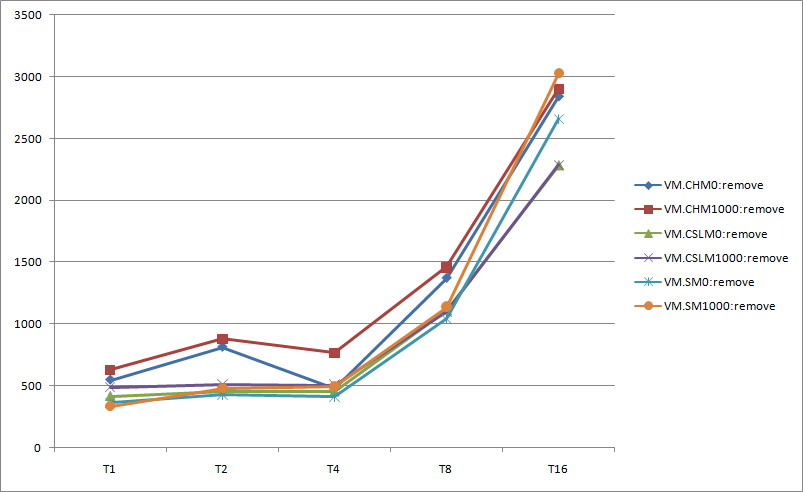 3500
3000
2500
2000
1500
1000
500
0
T1 T2 T4 T8 T16
VM.CHM0:remove
VM.CHM1000:remove
VM.CSLM0:remove
VM.CSLM1000:remove
VM.SM0:remove
VM.SM1000:remove